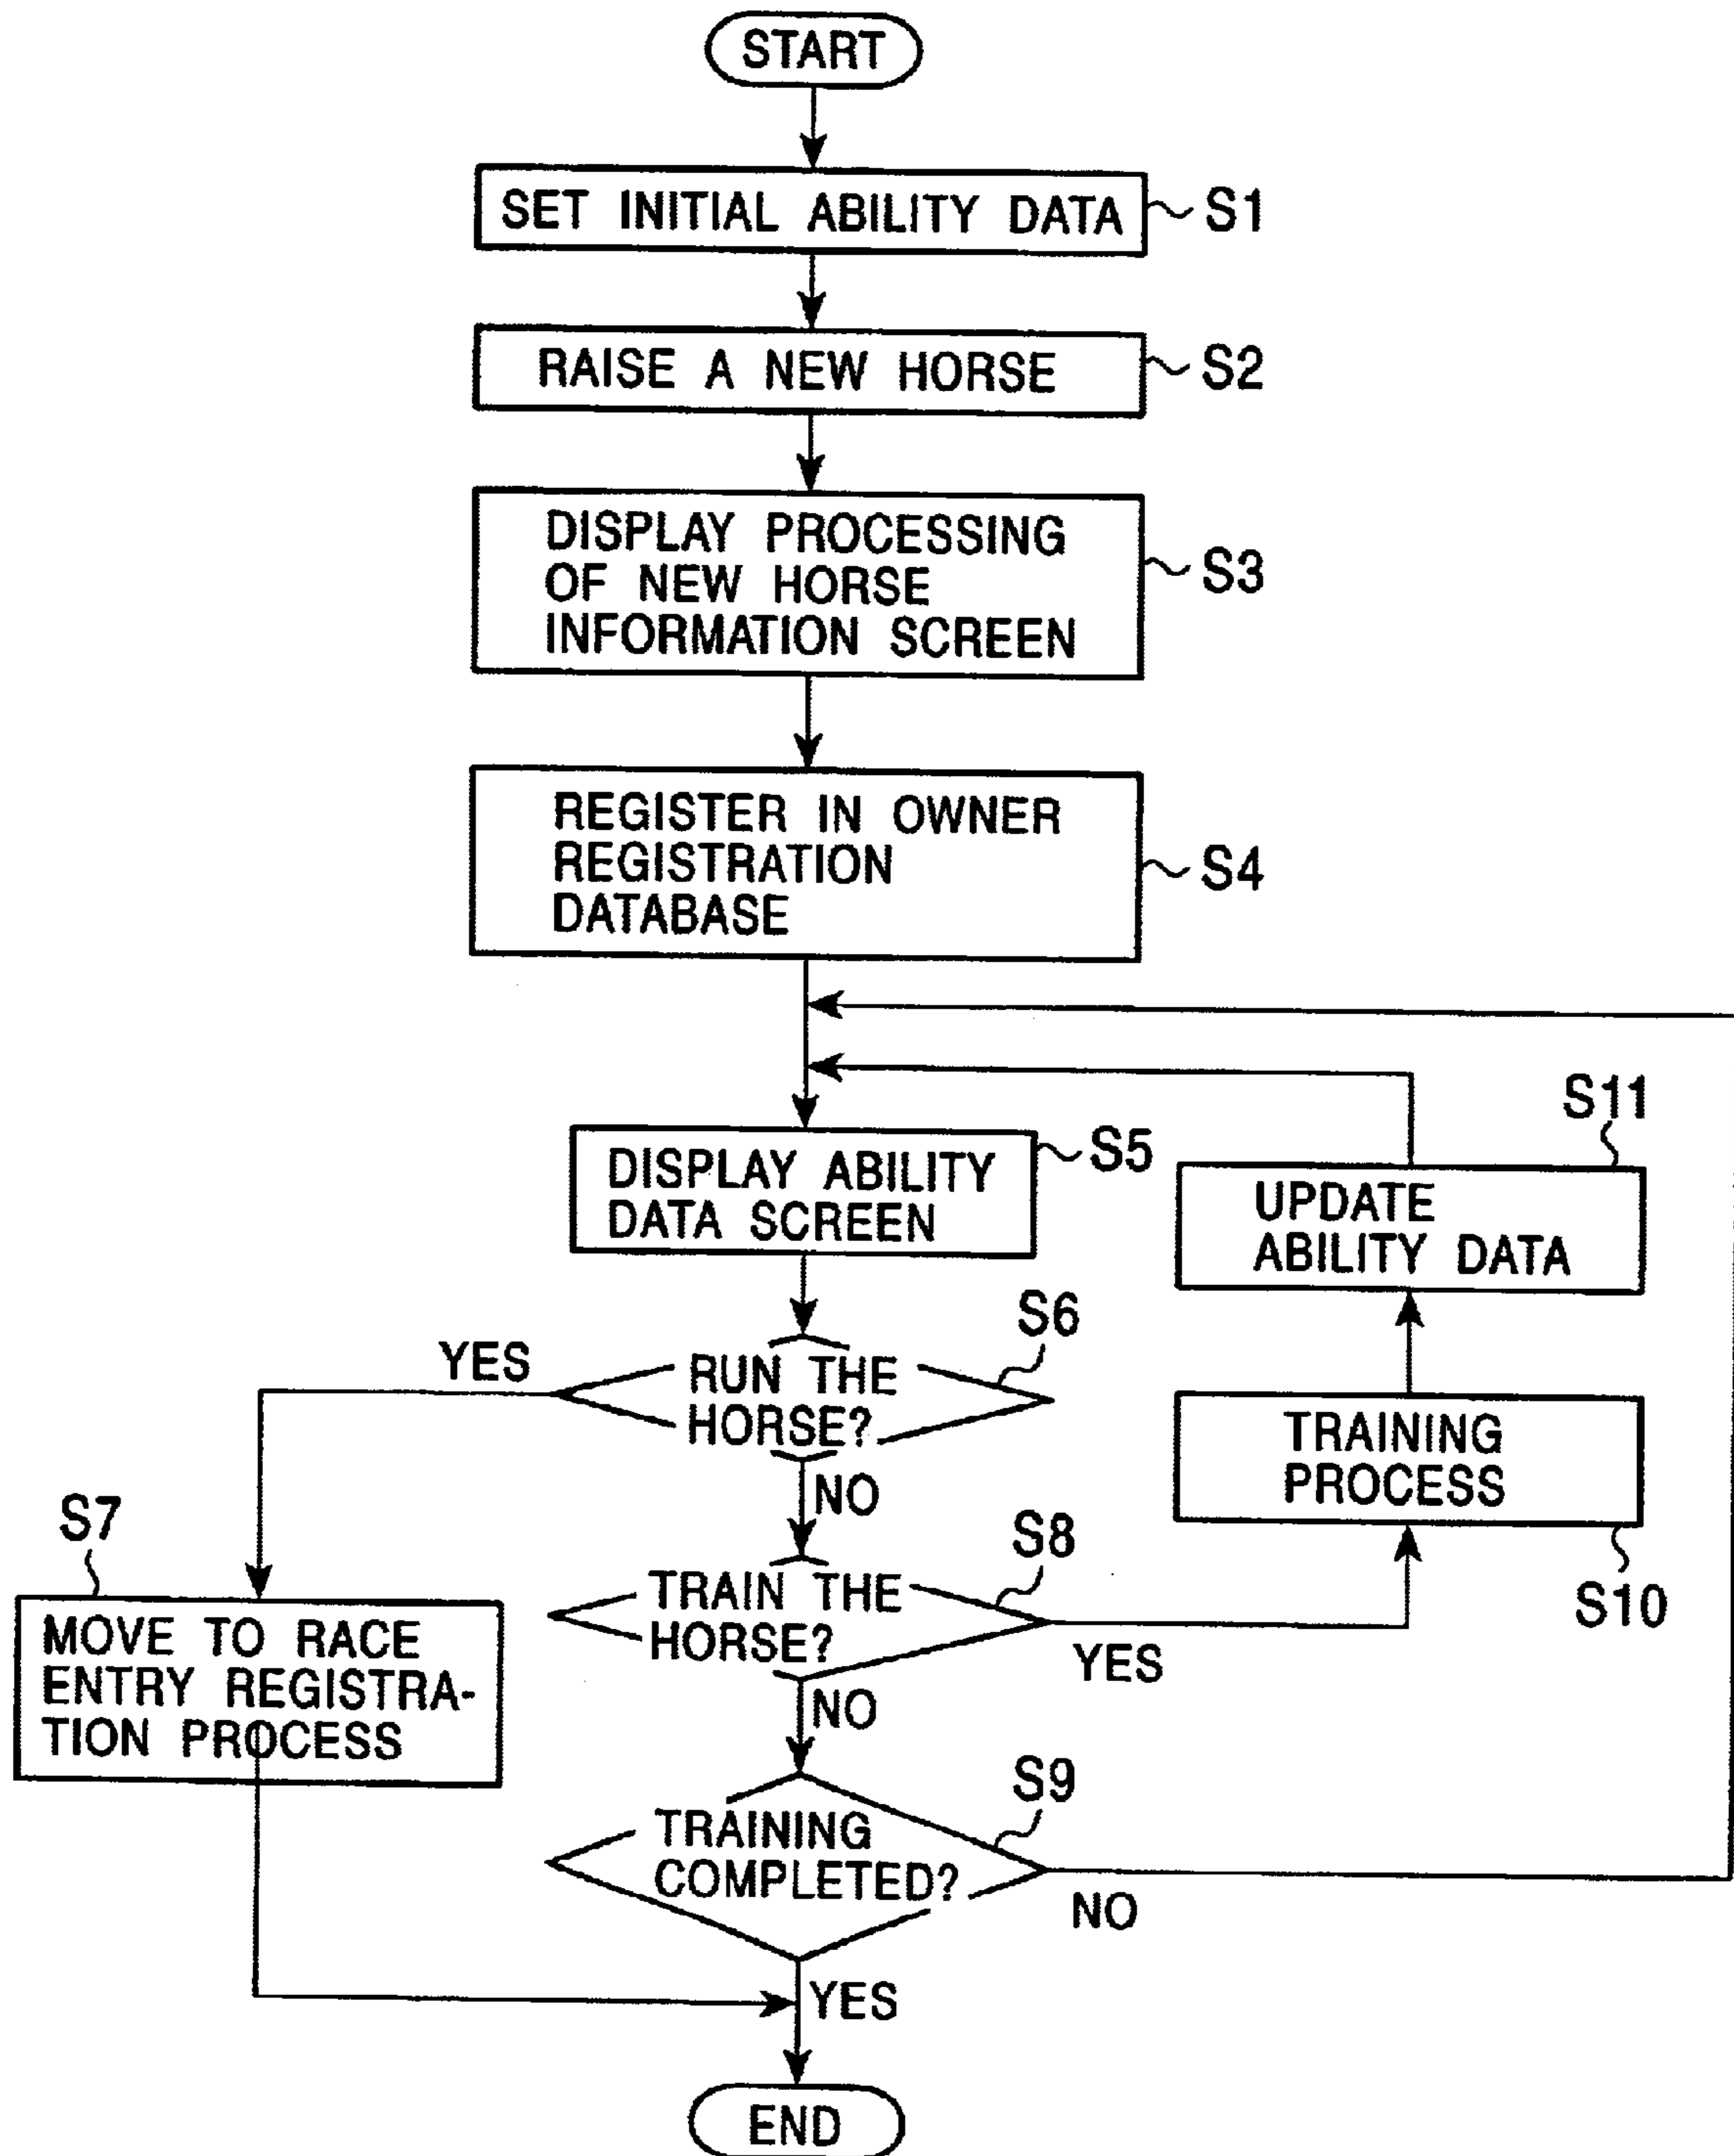 START
SET INITIAL ABILITY DATA
S1
RAISE A NEW HORSE
S2
DISPLAY PROCESSING
OF NEW HORSE
INFORMATION SCREEN
S3
REGISTER IN OWNER
REGISTRATION
DATABASE
S4
DISPLAY ABILITY
DATA SCREEN
S5
S11
UPDATE
ABILITY DATA
S6
YES
RUN THE
HORSE?
NO
TRAINING
PROCESS
S10
S7
MOVE TO RACE
ENTRY REGISTRA-
TION PROCESS
S8
TRAIN THE
HORSE?
YES
NO
S9
TRAINING
COMPLETED?
NO
YES
END